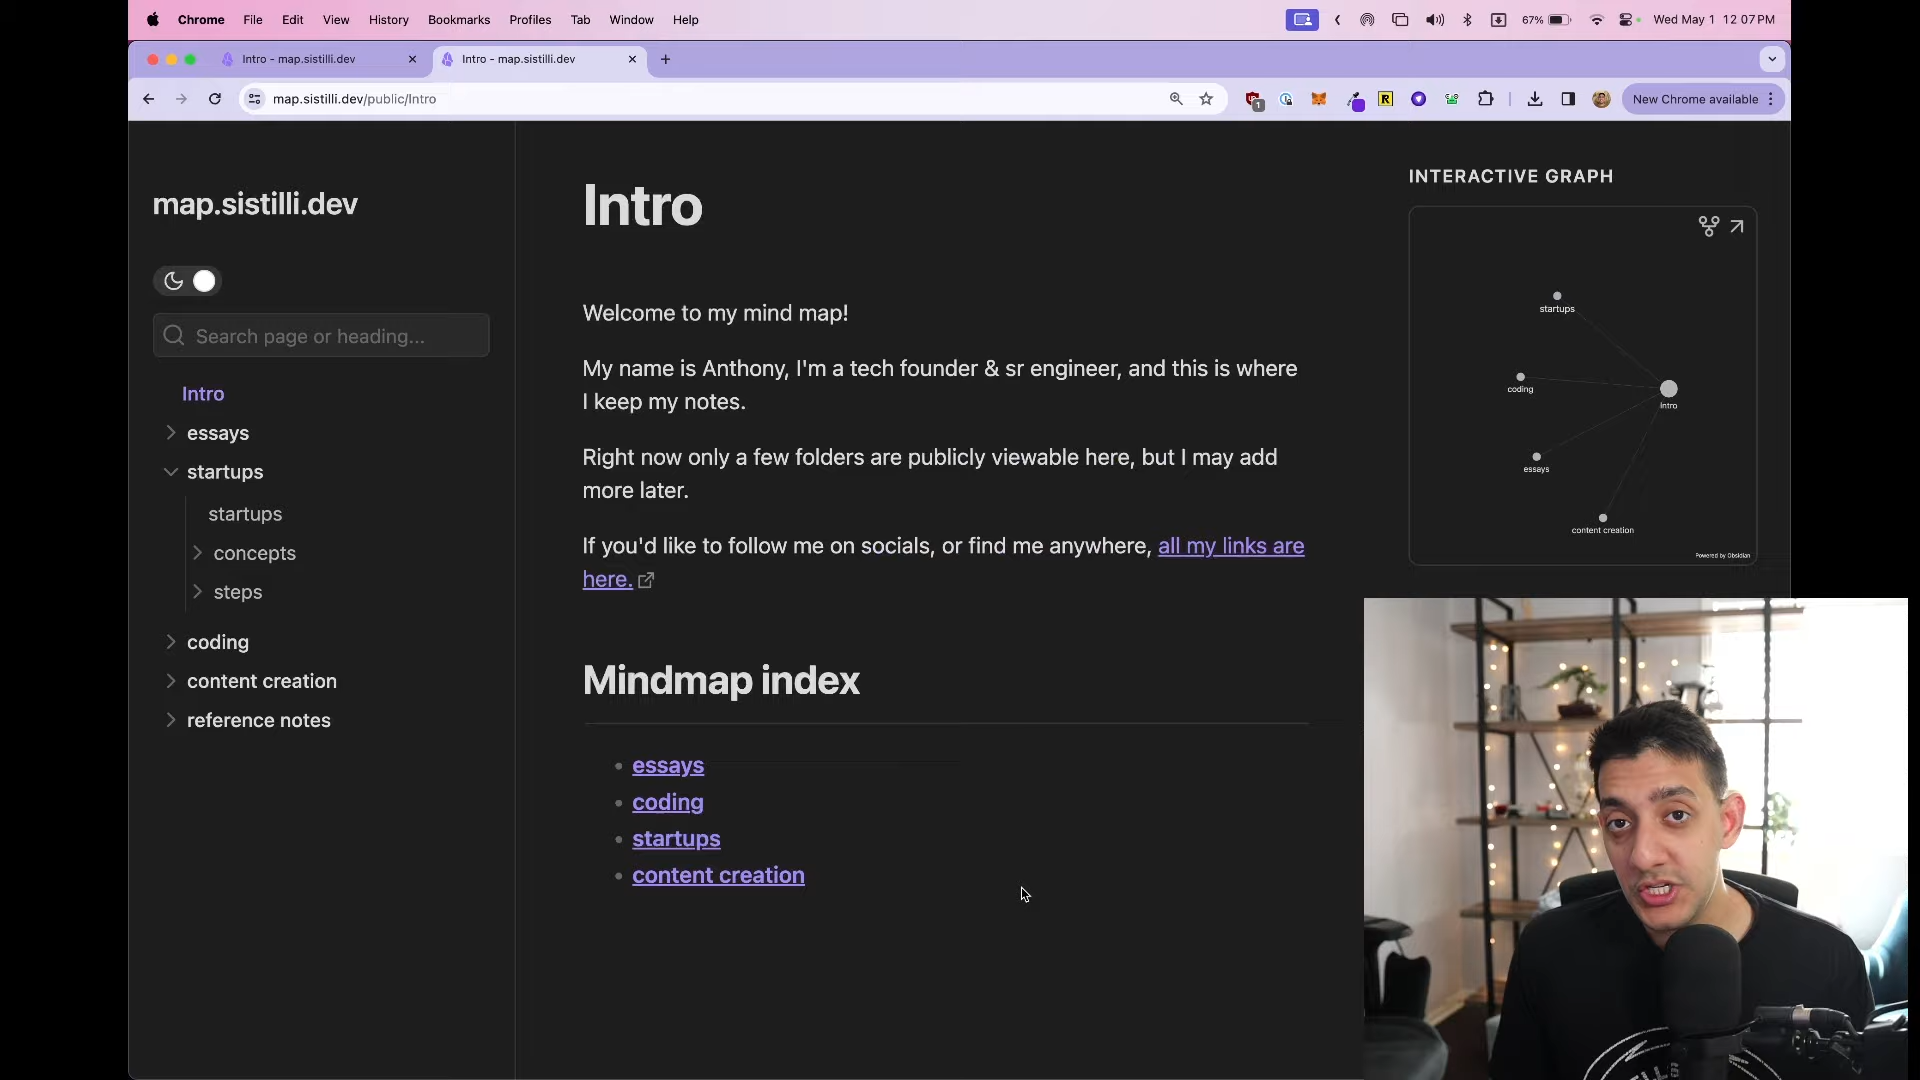 Chrome File Edit View History Bookmarks Profiles Tab Window Help 67% Wed May 1 12:07 PM
Intro - map.sistilli.dev Intro - map.sistilli.dev
map.sistilli.dev/public/Intro 1 R New Chrome available
map.sistilli.dev
Search page or heading...
Intro
essays
startups
startups
concepts
steps
coding
content creation
reference notes
Intro
Welcome to my mind map!
My name is Anthony, I'm a tech founder & sr engineer, and this is where
I keep my notes.
Right now only a few folders are publicly viewable here, but I may add
more later.
If you'd like to follow me on socials, or find me anywhere, all my links are
here.
Mindmap index
essays
coding
startups
content creation
INTERACTIVE GRAPH
startups
coding
Intro
essays
content creation
Powered by Obsidian